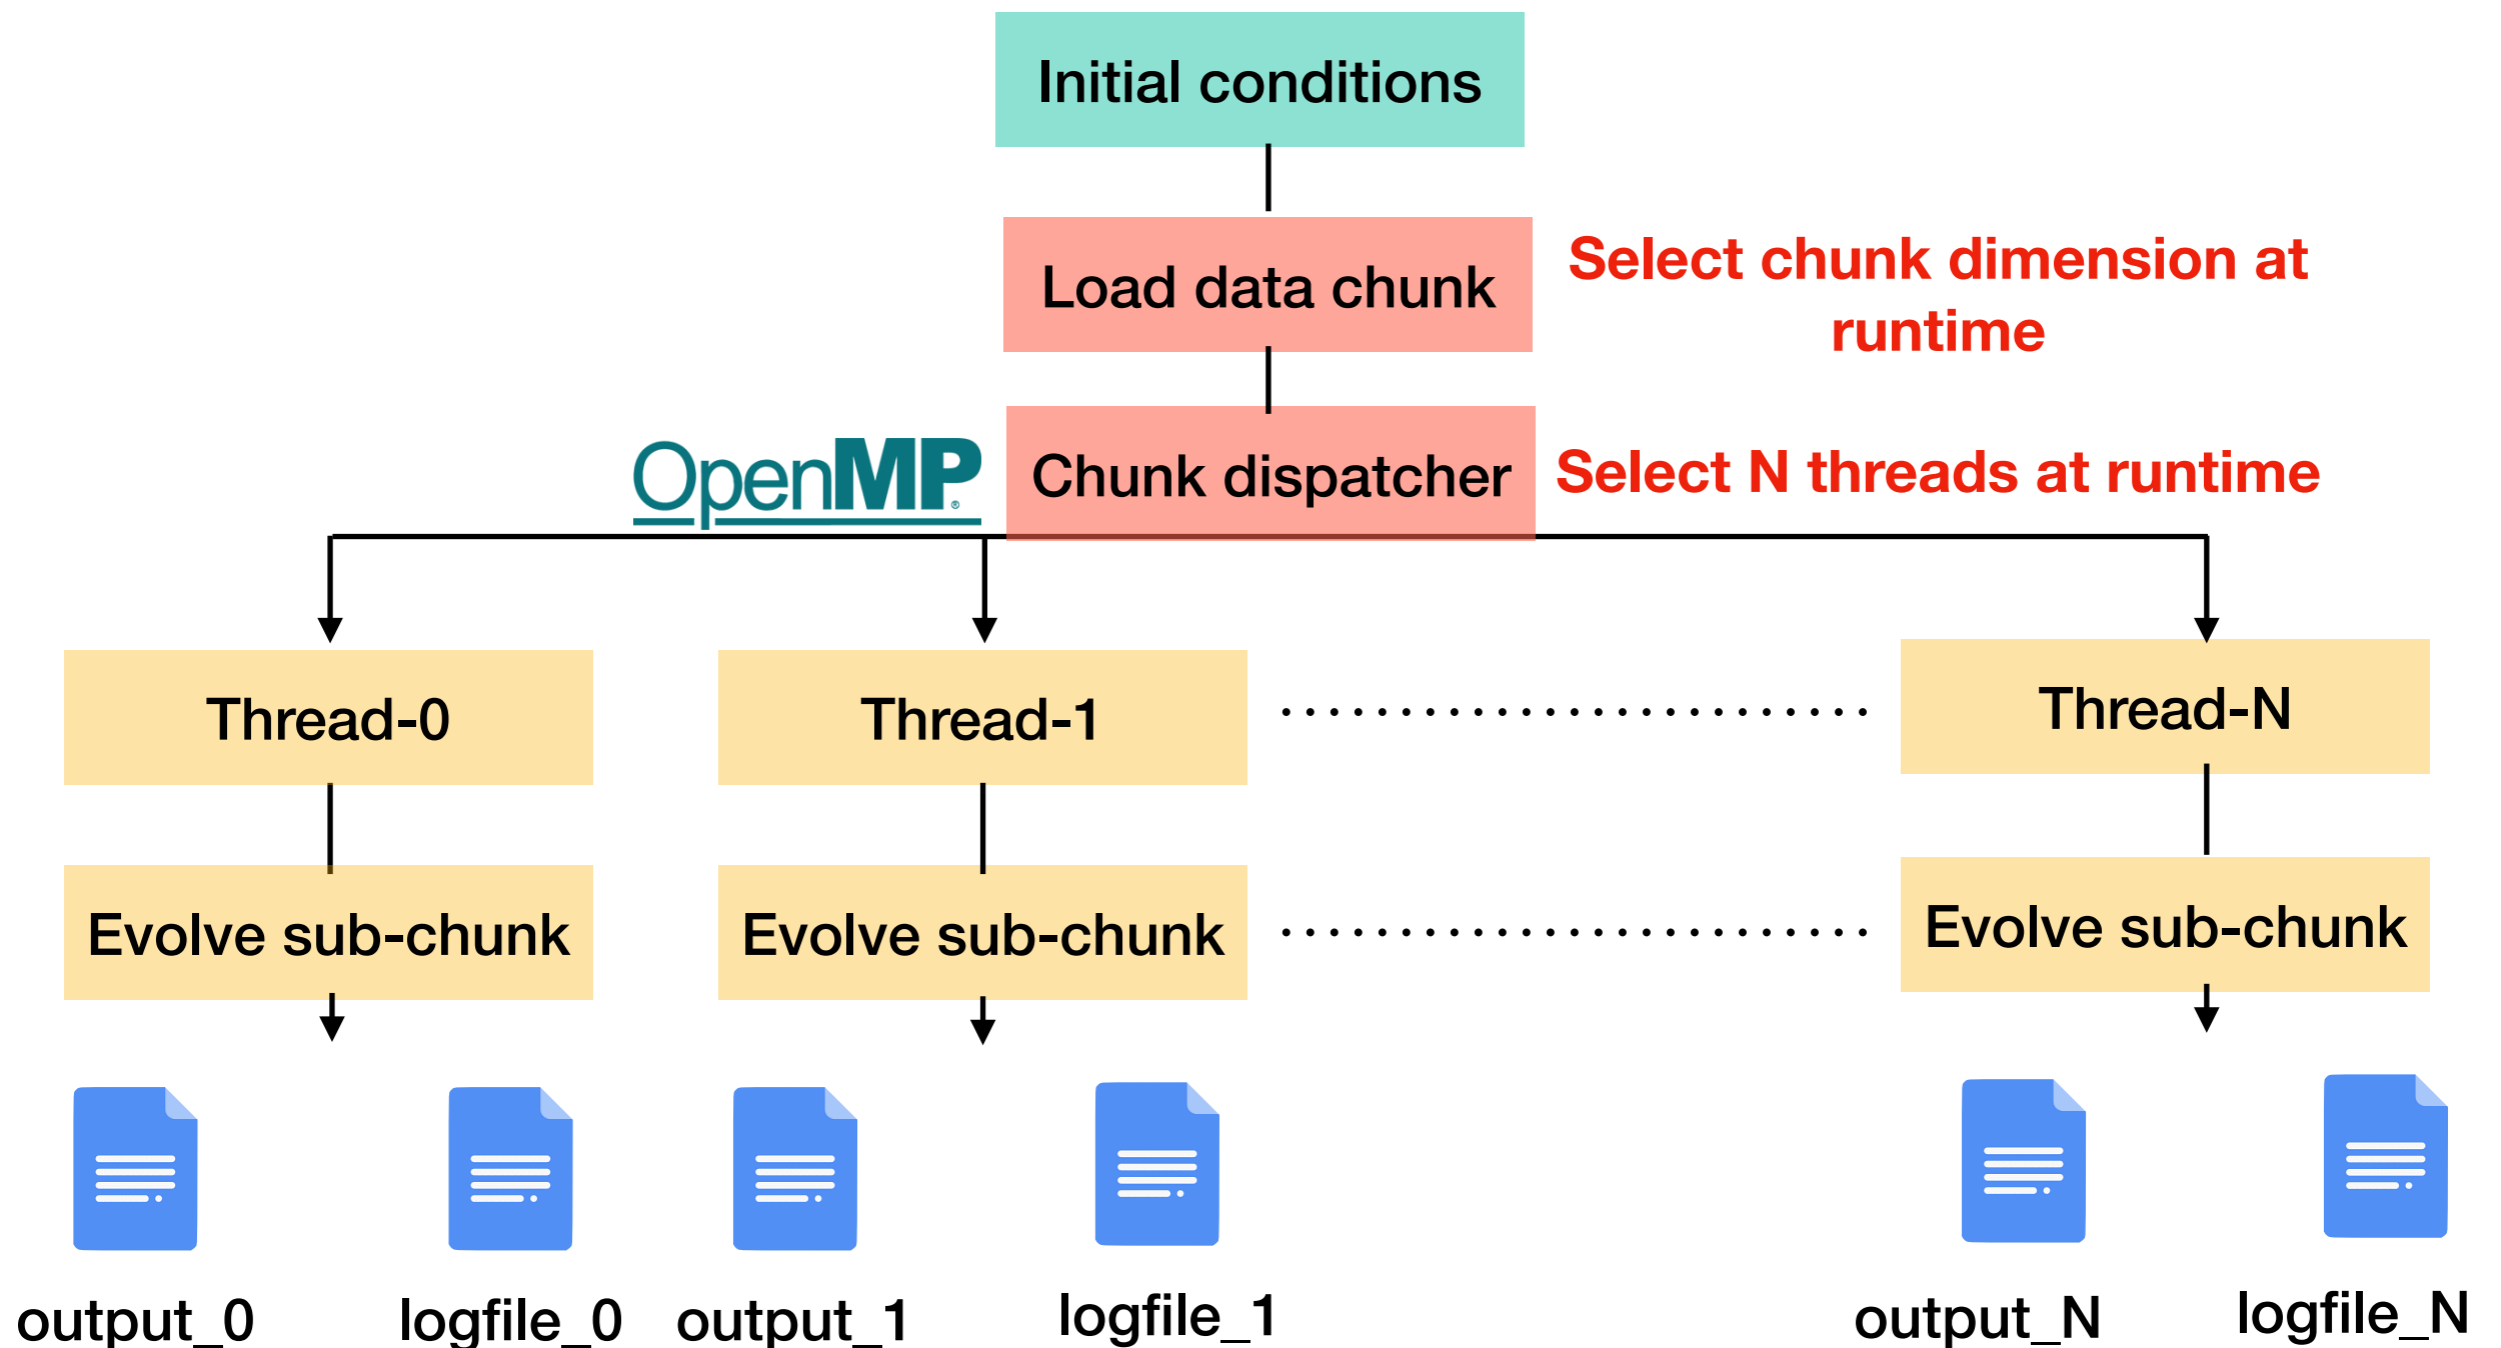 Initial conditions
Load data chunk
Select chunk dimension at
runtime
OpenMP®
Chunk dispatcher
Select N threads at runtime
Thread-0
Thread-1
Thread-N
Evolve sub-chunk
Evolve sub-chunk
Evolve sub-chunk
output_0
logfile_0
output_1
logfile_1
output_N
logfile_N